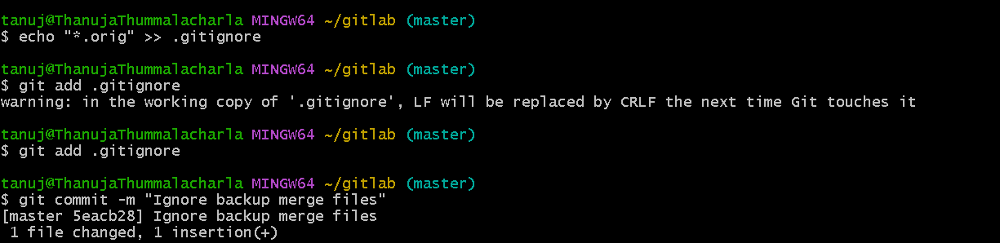 tanuj@ThanujaThummalacharla MINGW64 ~/gitlab (master)
$ echo "*.orig" >> .gitignore
tanuj@ThanujaThummalacharla MINGW64 ~/gitlab (master)
$ git add .gitignore
warning: in the working copy of '.gitignore', LF will be replaced by CRLF the next time Git touches it
tanuj@ThanujaThummalacharla MINGW64 ~/gitlab (master)
$ git add .gitignore
tanuj@ThanujaThummalacharla MINGW64 ~/gitlab (master)
$ git commit -m "Ignore backup merge files"
[master 5eacb28] Ignore backup merge files
 1 file changed, 1 insertion(+)